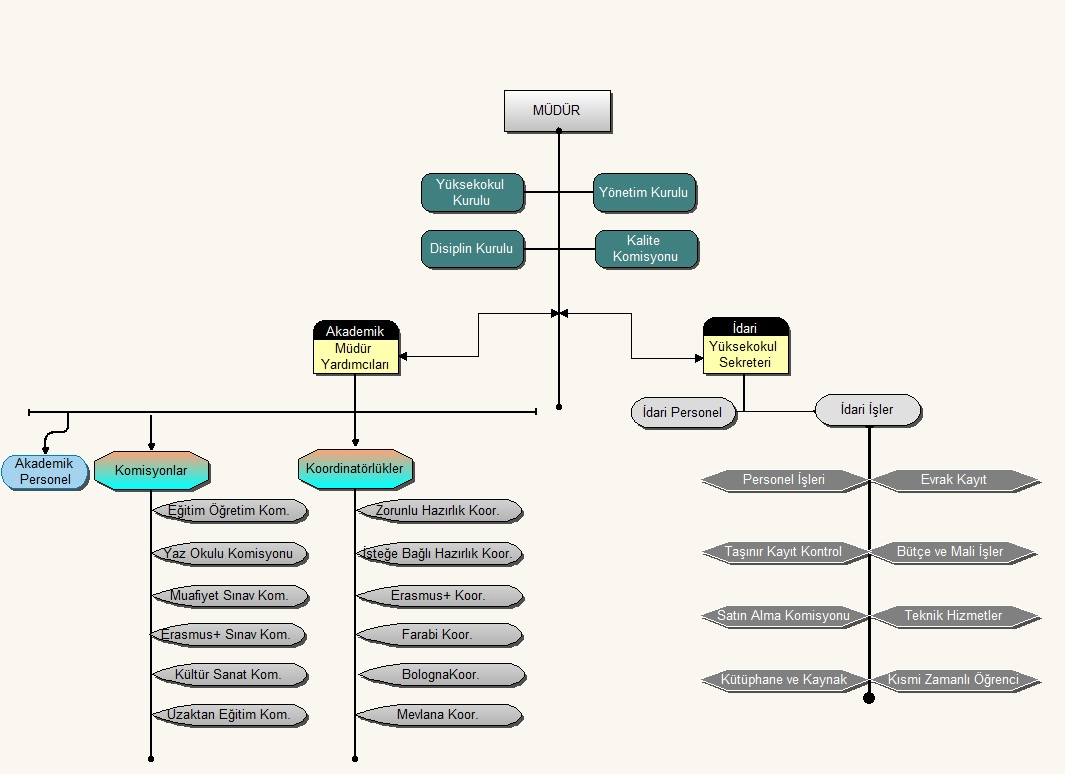 MÜDÜR
Yüksekokul
Kurulu
Yönetim Kurulu
Disiplin Kurulu
Kalite
Komisyonu
Akademik
Müdür
Yardımcıları
İdari
Yüksekokul
Sekreteri
İdari Personel
İdari İşler
Akademik
Personel
Komisyonlar
Koordinatörlükler
Eğitim Öğretim Kom.
Yaz Okulu Komisyonu
Muafiyet Sınav Kom.
Erasmus+ Sınav Kom.
Kültür Sanat Kom.
Uzaktan Eğitim Kom.
Zorunlu Hazırlık Koor.
İsteğe Bağlı Hazırlık Koor.
Erasmus+ Koor.
Farabi Koor.
BolognaKoor.
Mevlana Koor.
Personel İşleri
Evrak Kayıt
Taşınır Kayıt Kontrol
Bütçe ve Mali İşler
Satın Alma Komisyonu
Teknik Hizmetler
Kütüphane ve Kaynak
Kısmi Zamanlı Öğrenci